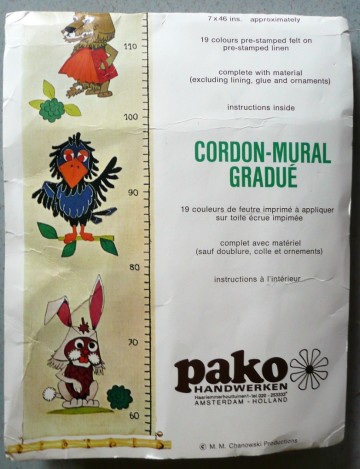 7 x 46 ins. approximately
19 colours pre-stamped felt on
pre-stamped linen
complete with material
(excluding lining, glue and ornaments)
instructions inside
CORDON-MURAL
GRADUÉ
19 couleurs de feutre imprimé à appliquer
sur toite écrue impimée
complet avec matériel
(sauf doublure, colle et ornements)
instructions à l'intérieur
pako
HANDWERKEN
AMSTERDAM - HOLLAND
© M. M. Chanowski Productions
110
100
90
80
70
60